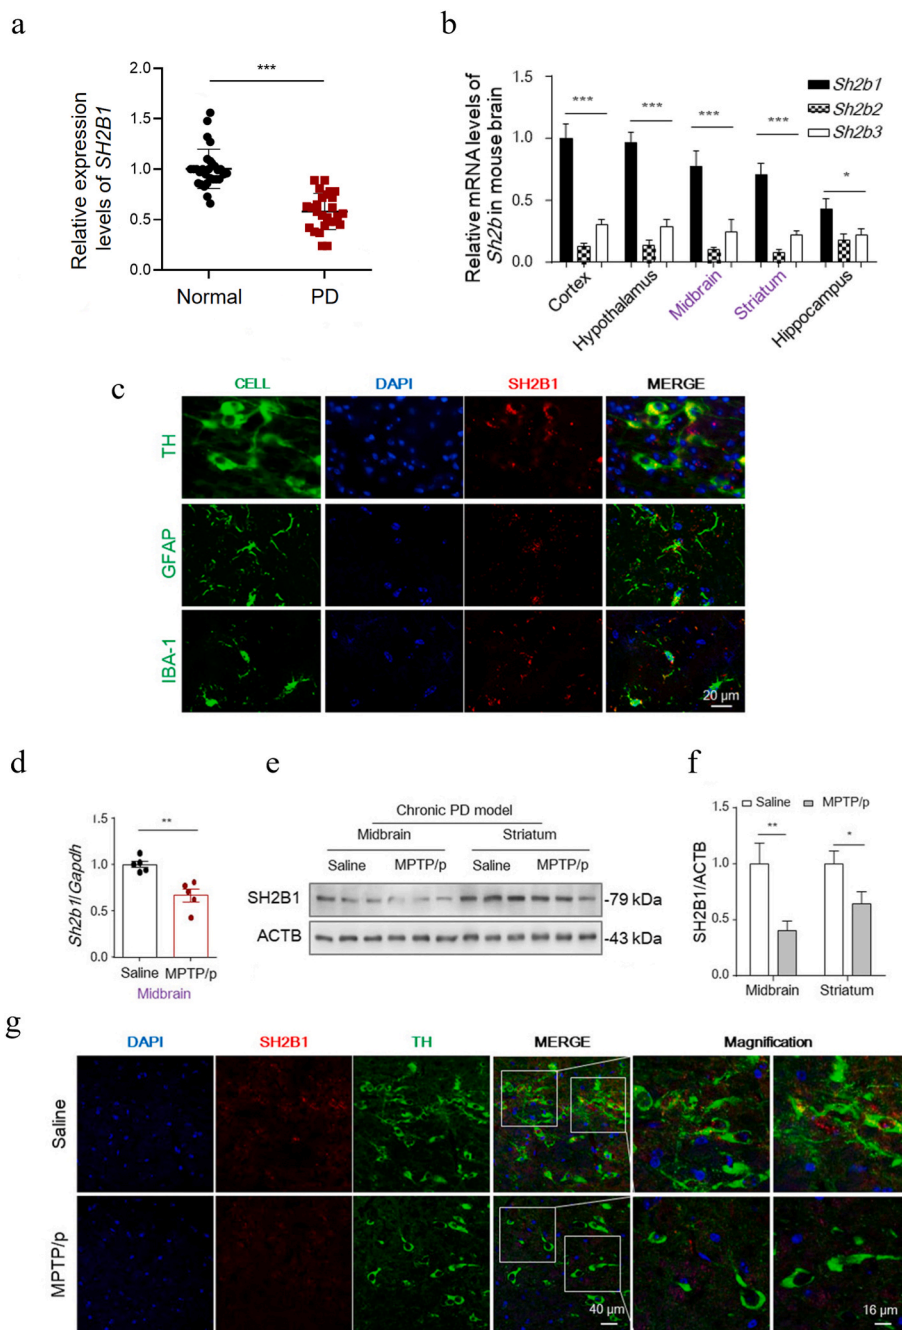 a
Relative expression
levels of SH2B1
2.0
1.5
1.0
0.5
0.0
***
Normal
PD
b
Relative mRNA levels of
Sh2b in mouse brain
1.5
1.0
0.5
0.0
***
***
***
***
*
Sh2b1
Sh2b2
Sh2b3
Cortex
Hypothalamus
Midbrain
Striatum
Hippocampus
c
CELL DAPI SH2B1 MERGE
TH
GFAP
IBA-1
20 µm
d
Sh2b1/Gapdh
1.5
1.0
0.5
0.0
**
Saline MPTP/p
Midbrain
e
Chronic PD model
Midbrain Striatum
Saline MPTP/p Saline MPTP/p
SH2B1 -79 kDa
ACTB -43 kDa
f
Saline MPTP/p
SH2B1/ACTB
1.5
1.0
0.5
0.0
**
*
Midbrain Striatum
g
DAPI SH2B1 TH MERGE Magnification
Saline
MPTP/p
40 µm
16 µm